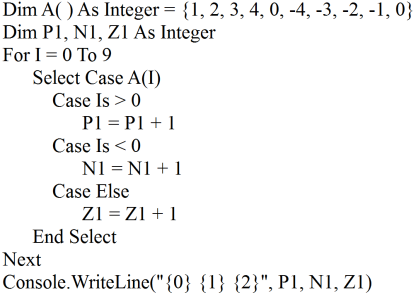 Dim A( ) As Integer = {1, 2, 3, 4, 0, -4, -3, -2, -1, 0}
Dim P1, N1, Z1 As Integer
For I = 0 To 9
Select Case A(I)
Case Is > 0
P1 = P1 + 1
Case Is < 0
N1 = N1 + 1
Case Else
Z1 = Z1 + 1
End Select
Next
Console.WriteLine("{0} {1} {2}", P1, N1, Z1)